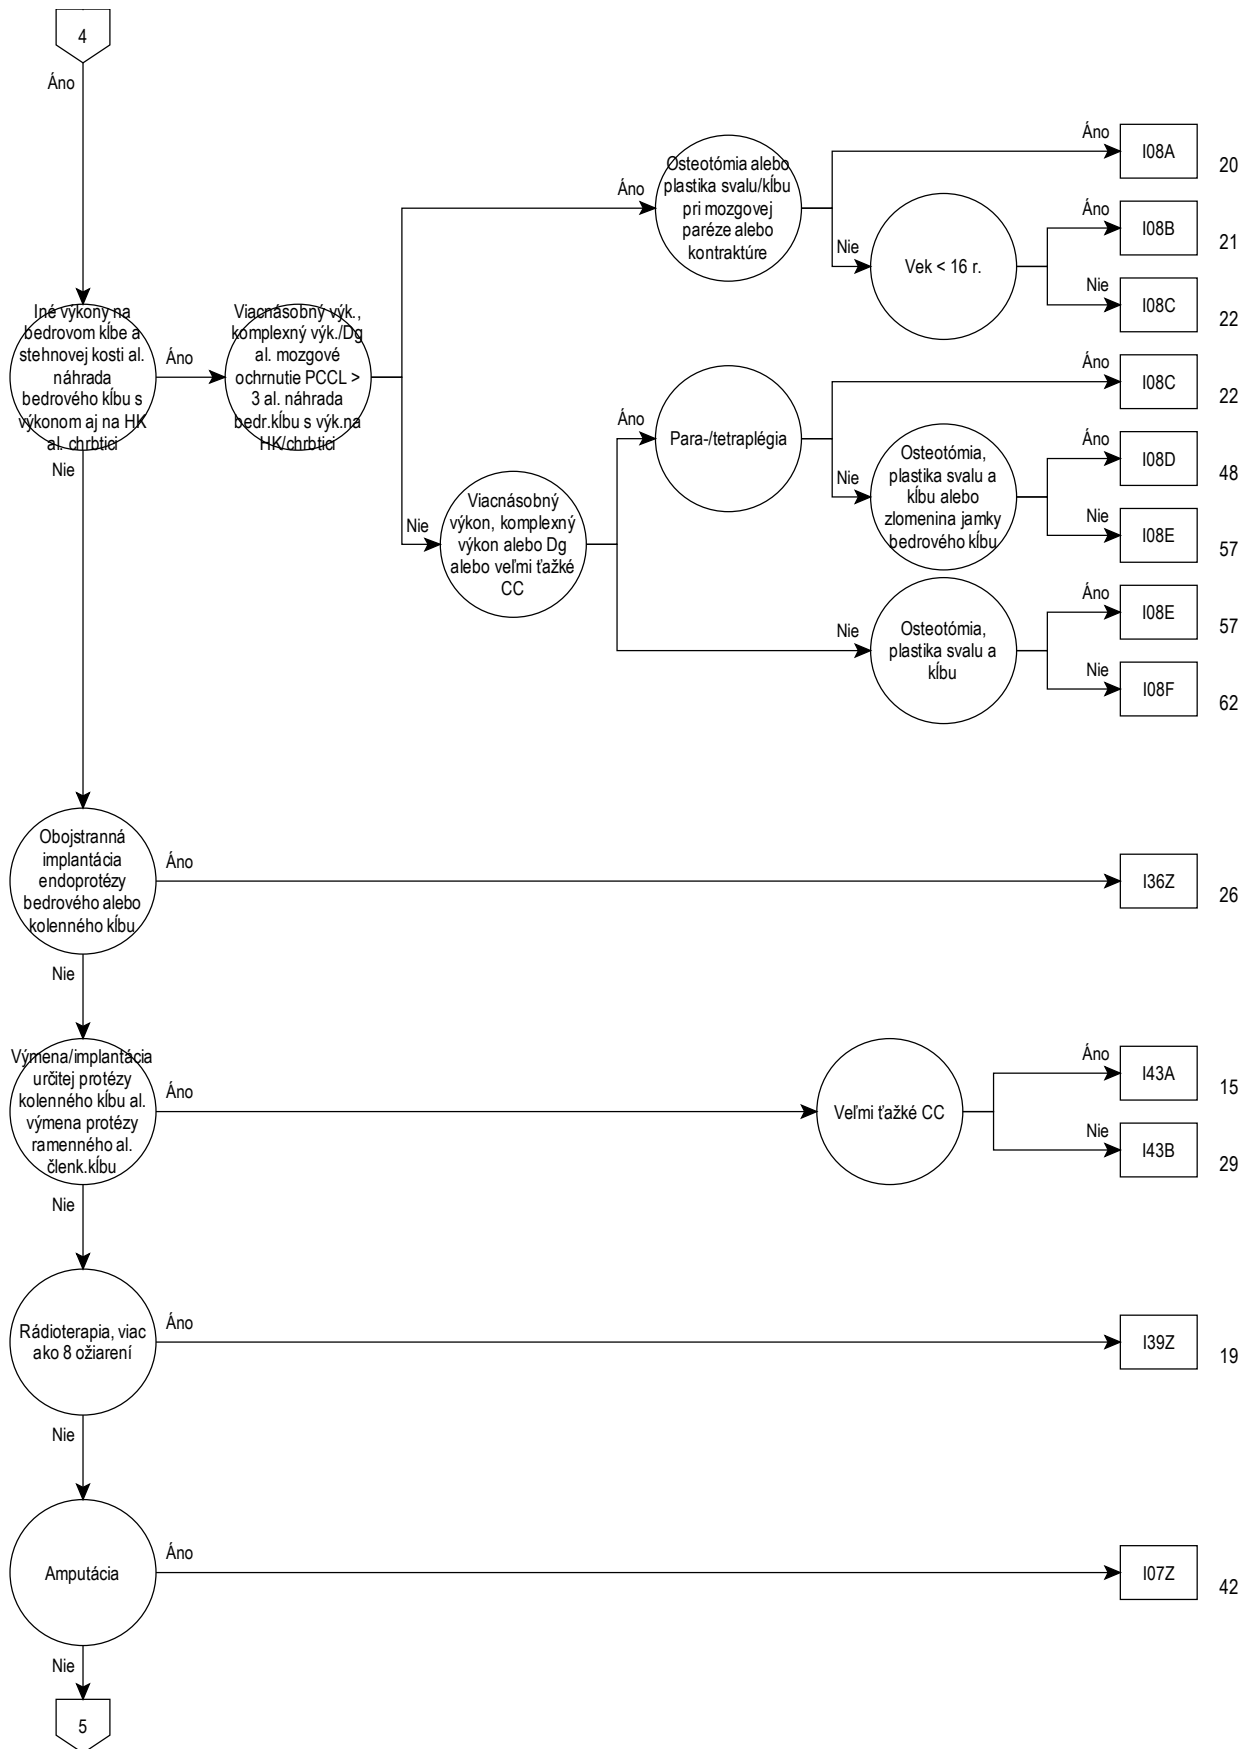 4
Áno
Iné výkony na
bedrovom kĺbe a
stehnovej kosti al.
náhrada
bedrového kĺbu s
výkonom aj na HK
al. chrbtici
Áno
Nie
Viacnásobný výk.,
komplexný výk./Dg
al. mozgové
ochrnutie PCCL >
3 al. náhrada
bedr.kĺbu s výk.na
HK/chrbtici
Áno
Osteotómia alebo
plastika svalu/kĺbu
pri mozgovej
paréze alebo
kontraktúre
Áno
I08A
20
Nie
Vek < 16 r.
Áno
I08B
21
Nie
I08C
22
Nie
Viacnásobný
výkon, komplexný
výkon alebo Dg
alebo veľmi ťažké
CC
Áno
Para-/tetraplégia
Áno
I08C
22
Nie
Osteotómia,
plastika svalu a
kĺbu alebo
zlomenina jamky
bedrového kĺbu
Áno
I08D
48
Nie
I08E
57
Nie
Osteotómia,
plastika svalu a
kĺbu
Áno
I08E
57
Nie
I08F
62
Obojstranná
implantácia
endoprotézy
bedrového alebo
kolenného kĺbu
Áno
I36Z
26
Nie
Výmena/implantácia
určitej protézy
kolenného kĺbu al.
výmena protézy
ramenného al.
členk.kĺbu
Áno
Veľmi ťažké CC
Áno
I43A
15
Nie
I43B
29
Nie
Rádioterapia, viac
ako 8 ožiarení
Áno
I39Z
19
Nie
Amputácia
Áno
I07Z
42
Nie
5